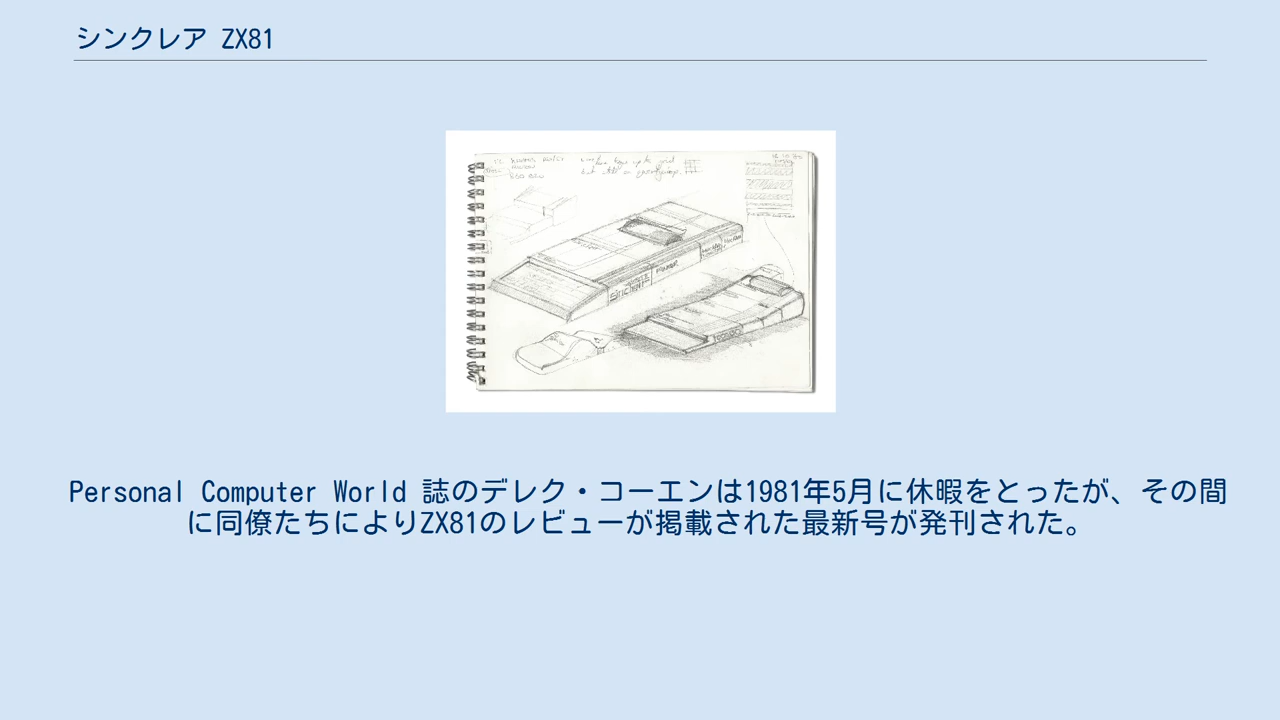 シンクレア ZX81
Sinclair
Personal Computer World 誌のデレク・コーエンは1981年5月に休暇をとったが、その間
に同僚たちによりZX81のレビューが掲載された最新号が発刊された。